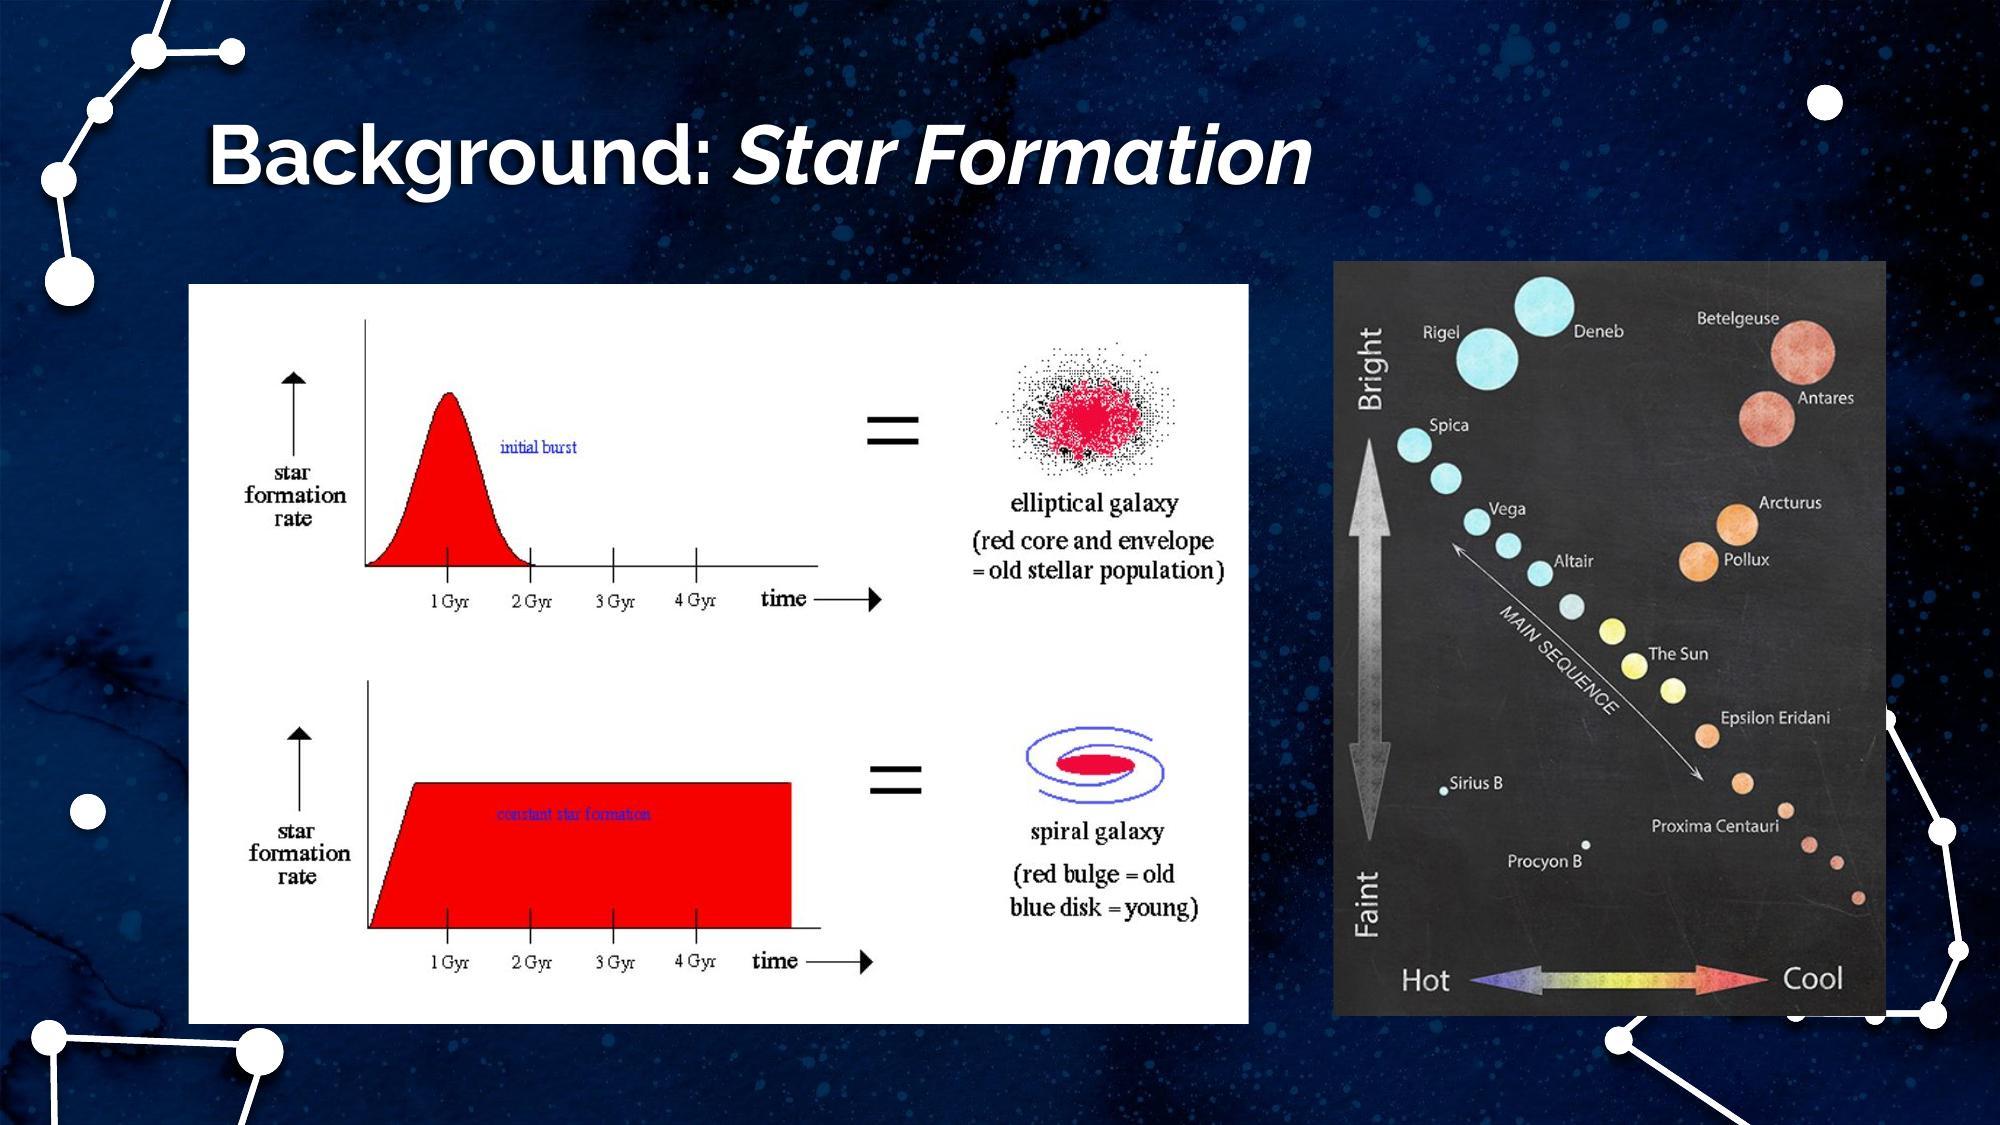 Background: Star Formation
star
formation
rate
initial burst
1 Gyr
2 Gyr
3 Gyr
4 Gyr
time
=
elliptical galaxy
(red core and envelope
= old stellar population)
star
formation
rate
constant star formation
1 Gyr
2 Gyr
3 Gyr
4 Gyr
time
=
spiral galaxy
(red bulge = old
blue disk = young)
Bright
Faint
Rigel
Deneb
Betelgeuse
Antares
Spica
Vega
Arcturus
Altair
Pollux
MAIN SEQUENCE
The Sun
Epsilon Eridani
Sirius B
Proxima Centauri
Procyon B
Hot
Cool